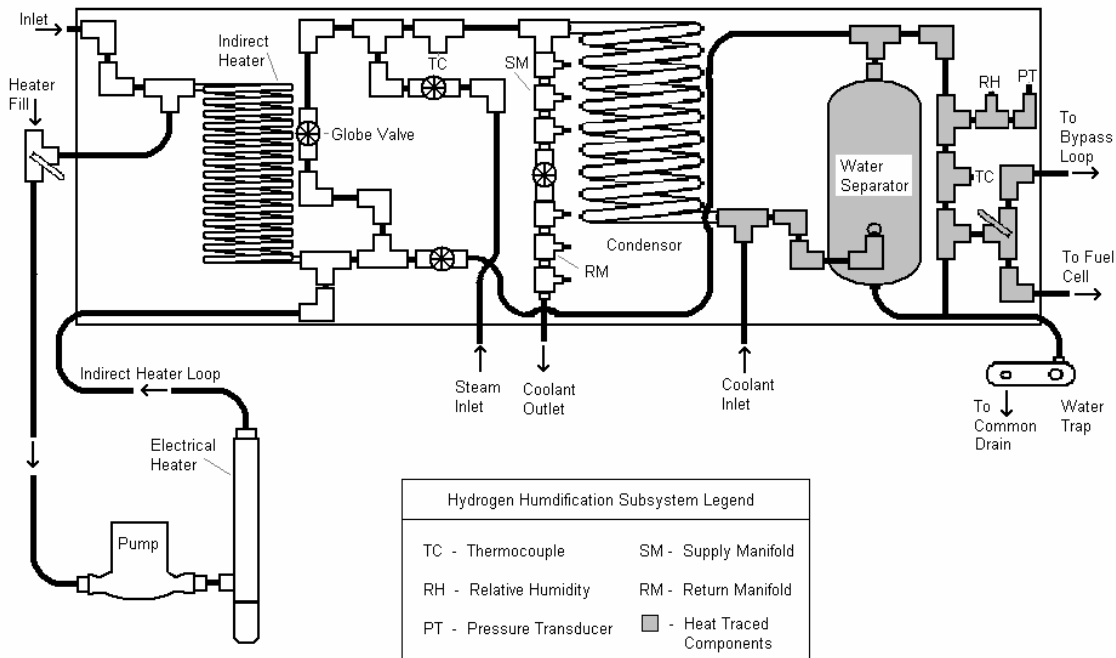 Inlet
Heater
Fill
Indirect
Heater
TC
SM
Globe Valve
Condensor
RM
Water
Separator
RH
PT
TC
To
Bypass
Loop
To Fuel
Cell
Indirect Heater Loop
Steam
Inlet
Coolant
Outlet
Coolant
Inlet
To
Common
Drain
Water
Trap
Electrical
Heater
Pump
Hydrogen Humdification Subsystem Legend
TC - Thermocouple
SM - Supply Manifold
RH - Relative Humidity
RM - Return Manifold
PT - Pressure Transducer
- Heat Traced
Components